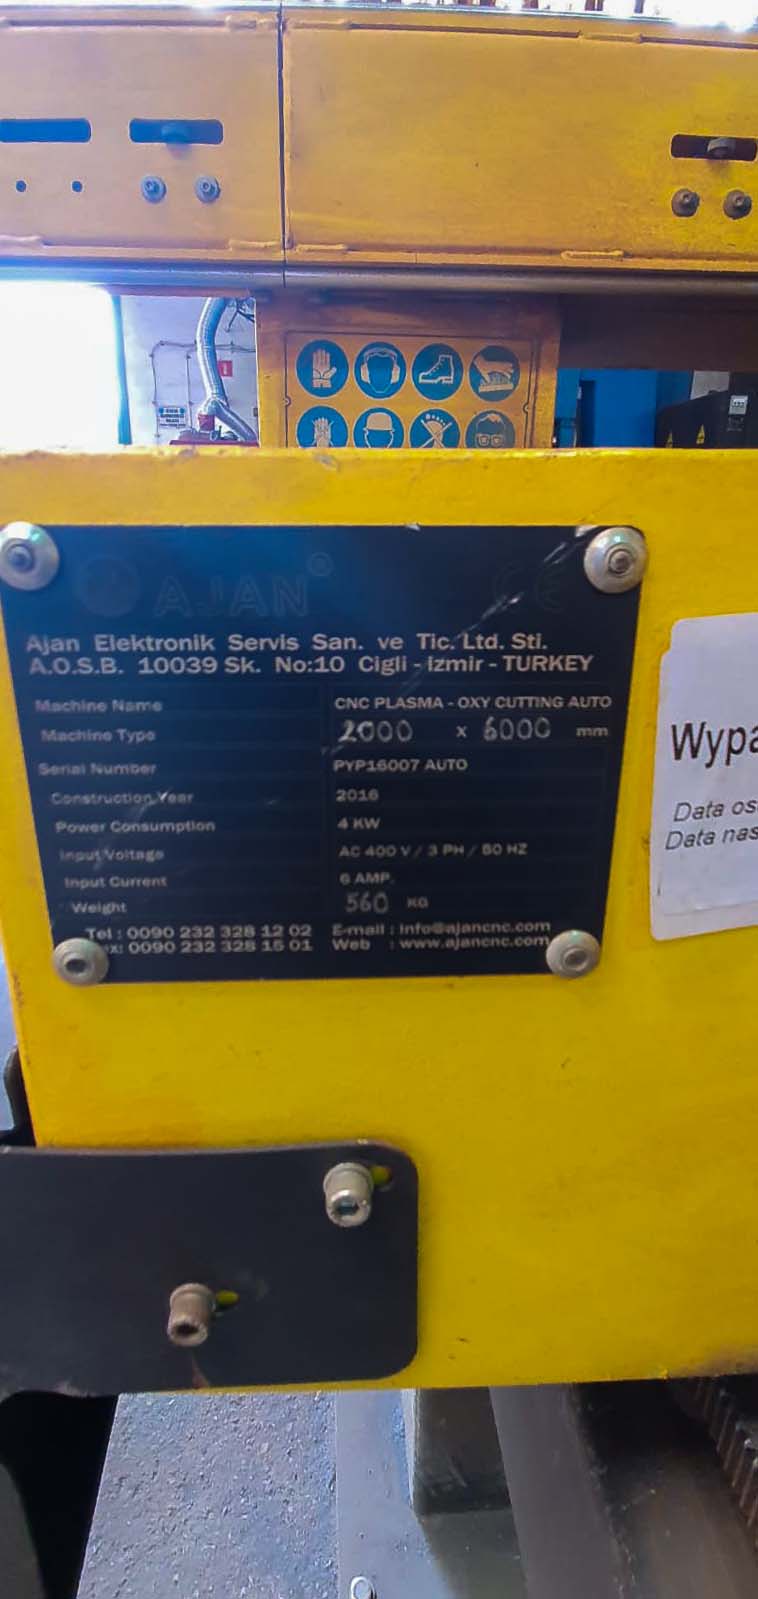 AJAN®
CE
Ajan Elektronik Servis San. ve Tic. Ltd. Sti.
A.O.S.B. 10039 Sk. No:10 Cigli - Izmir - TURKEY
Machine Name CNC PLASMA - OXY CUTTING AUTO
Machine Type 2000 x 6000 mm
Serial Number PYP16007 AUTO
Construction Year 2016
Power Consumption 4 KW
Input Voltage AC 400 V / 3 PH / 50 HZ
Input Current 6 AMP.
Weight 560 KG
Tel : 0090 232 328 12 02 E-mail : info@ajancnc.com
ax: 0090 232 328 15 01 Web : www.ajancnc.com
Wypa
Data os
Data nas